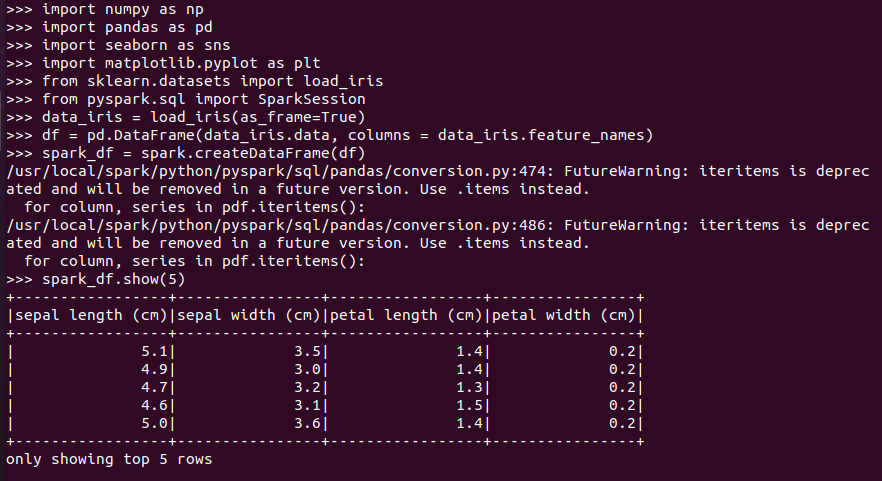 >>> import numpy as np
>>> import pandas as pd
>>> import seaborn as sns
>>> import matplotlib.pyplot as plt
>>> from sklearn.datasets import load_iris
>>> from pyspark.sql import SparkSession
>>> data_iris = load_iris(as_frame=True)
>>> df = pd.DataFrame(data_iris.data, columns = data_iris.feature_names)
>>> spark_df = spark.createDataFrame(df)
/usr/local/spark/python/pyspark/sql/pandas/conversion.py:474: FutureWarning: iteritems is deprec
ated and will be removed in a future version. Use .items instead.
  for column, series in pdf.iteritems():
/usr/local/spark/python/pyspark/sql/pandas/conversion.py:486: FutureWarning: iteritems is deprec
ated and will be removed in a future version. Use .items instead.
  for column, series in pdf.iteritems():
>>> spark_df.show(5)
+-----------------+----------------+-----------------+----------------+
|sepal length (cm)|sepal width (cm)|petal length (cm)|petal width (cm)|
+-----------------+----------------+-----------------+----------------+
|              5.1|             3.5|              1.4|             0.2|
|              4.9|             3.0|              1.4|             0.2|
|              4.7|             3.2|              1.3|             0.2|
|              4.6|             3.1|              1.5|             0.2|
|              5.0|             3.6|              1.4|             0.2|
+-----------------+----------------+-----------------+----------------+
only showing top 5 rows